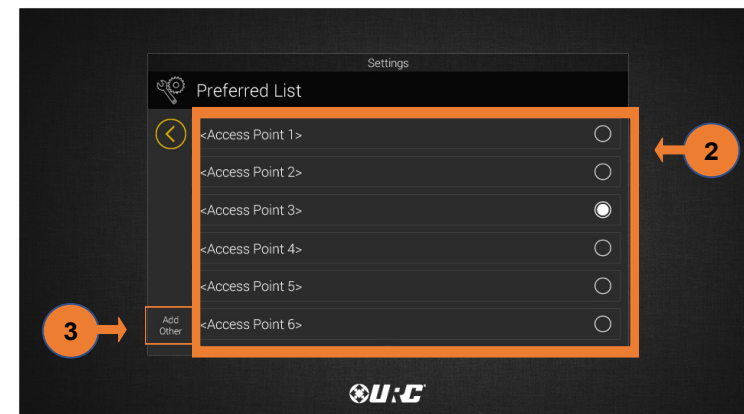 Settings
Preferred List
<Access Point 1>
2
<Access Point 2>
<Access Point 3>
<Access Point 4>
<Access Point 5>
3
Add
Other
<Access Point 6>
URC